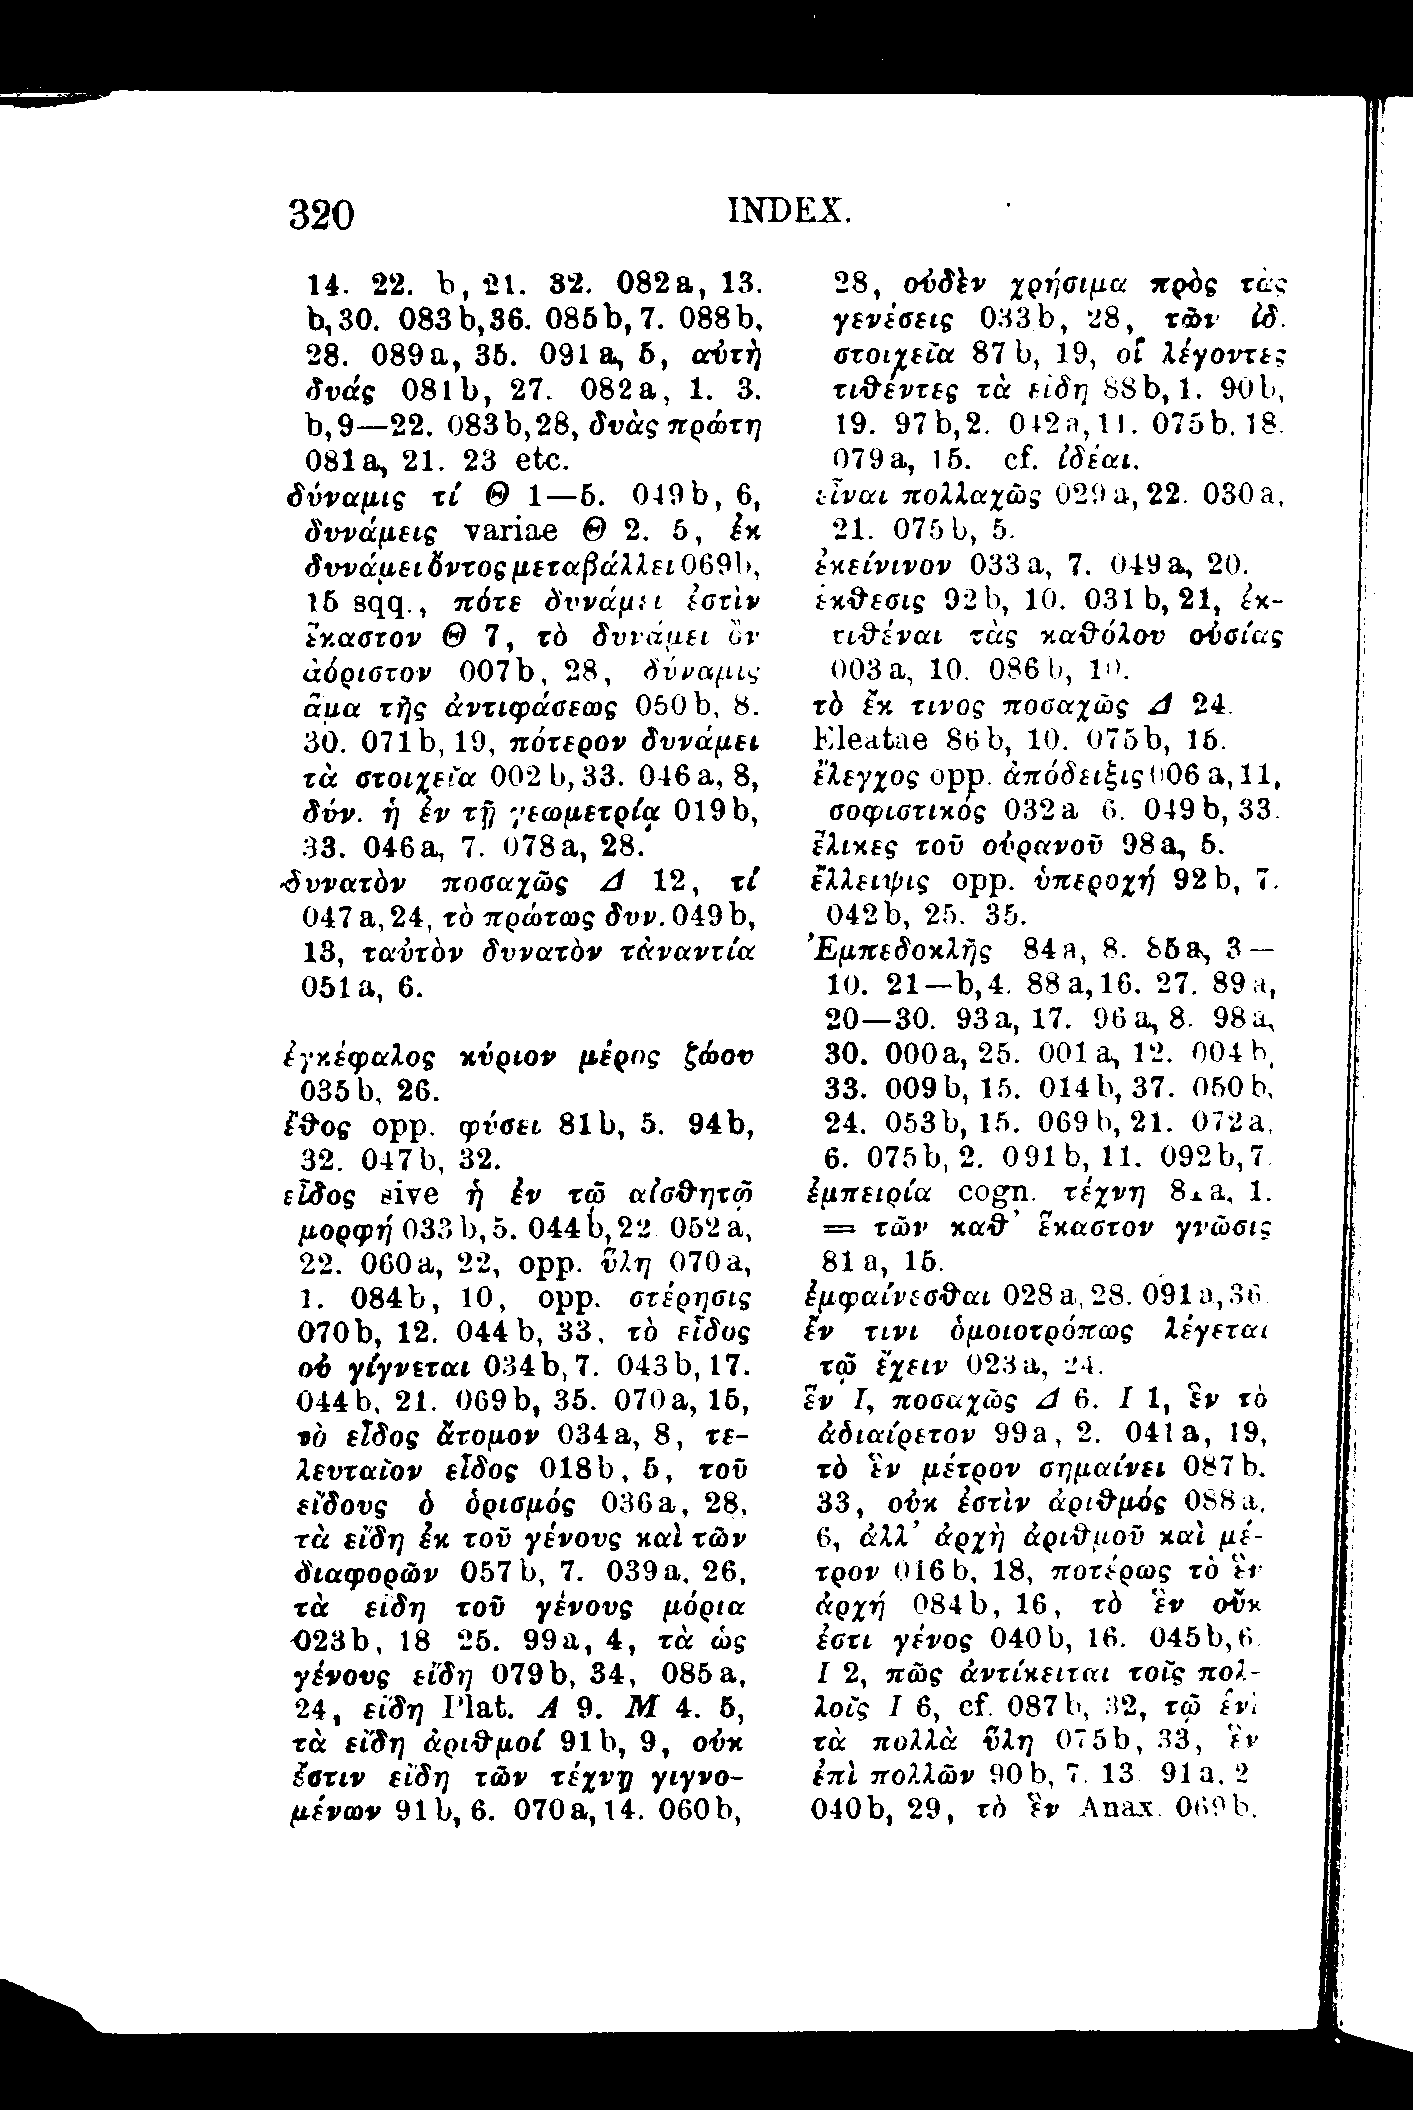 320
INDEX.
14. 22. b, 21. 32. 082a, 13.
b,30. 083b,36. 085b,7. 088b,
28. 089a, 35. 091a, 5, αὐτὴ
δυάς 081b, 27. 082a, 1. 3.
b,9—22. 083b,28, δυὰς πρώτη
081a, 21. 23 etc.
δύναμις τί Θ 1—5. 049b, 6,
δυνάμεις variae Θ 2. 5, ἐκ
δυνάμει ὄντος μεταβάλλει 069b,
15 sqq., πότε δυνάμει ἐστὶν
ἕκαστον Θ 7, τὸ δυνάμει ὂν
ἀόριστον 007b, 28, δύναμις
ἅμα τῆς ἀντιφάσεως 050b, 8.
30. 071b,19, πότερον δυνάμει
τὰ στοιχεῖα 002b,33. 046a, 8,
δύν. ἡ ἐν τῇ γεωμετρίᾳ 019b,
33. 046a, 7. 078a, 28.
δυνατὸν ποσαχῶς Δ 12, τί
047a,24, τὸ πρώτως δυν. 049b,
13, ταὐτὸν δυνατὸν τἀναντία
051a, 6.
ἐγκέφαλος κύριον μέρος ζῴου
035b, 26.
ἔθος opp. φύσει 81b, 5. 94b,
32. 047b, 32.
εἶδος sive ἡ ἐν τῷ αἰσθητῷ
μορφή 033b,5. 044b,22 052a,
22. 060a, 22, opp. ὕλη 070a,
1. 084b, 10, opp. στέρησις
070b, 12. 044b, 33, τὸ εἶδος
οὐ γίγνεται 034b,7. 043b,17.
044b, 21. 069b, 35. 070a, 15,
τὸ εἶδος ἄτομον 034a, 8, τε-
λευταῖον εἶδος 018b, 5, τοῦ
εἴδους ὁ ὁρισμός 036a, 28,
τὰ εἴδη ἐκ τοῦ γένους καὶ τῶν
διαφορῶν 057b, 7. 039a, 26,
τὰ εἴδη τοῦ γένους μόρια
023b, 18 25. 99a, 4, τὰ ὡς
γένους εἴδη 079b, 34, 085a,
24, εἴδη Plat. Α 9. Μ 4. 5,
τὰ εἴδη ἀριθμοί 91b, 9, οὐκ
ἔστιν εἴδη τῶν τέχνῃ γιγνο-
μένων 91b, 6. 070a,14. 060b,
28, οὐδὲν χρήσιμα πρὸς τὰς
γενέσεις 033b, 28, τῶν ἰδ.
στοιχεῖα 87b, 19, οἱ λέγοντες
τιθέντες τὰ εἴδη 88b,1. 90b,
19. 97b,2. 042a,11. 075b.18.
079a, 15. cf. ἰδέαι.
εἶναι πολλαχῶς 029a,22. 030a,
21. 075b, 5.
ἐκείνινον 033a, 7. 049a, 20.
ἔκθεσις 92b, 10. 031b,21, ἐκ-
τιθέναι τὰς καθόλου οὐσίας
003a, 10. 086b, 10.
τὸ ἔκ τινος ποσαχῶς Δ 24.
Eleatae 86b, 10. 075b, 15.
ἔλεγχος opp. ἀπόδειξις 006a,11,
σοφιστικός 032a 6. 049b, 33.
ἕλικες τοῦ οὐρανοῦ 98a, 5.
ἔλλειψις opp. ὑπεροχή 92b, 7.
042b, 25. 35.
Ἐμπεδοκλῆς 84a, 8. 85a, 3—
10. 21—b,4. 88a,16. 27. 89a,
20—30. 93a, 17. 96a, 8. 98a,
30. 000a, 25. 001a, 12. 004b,
33. 009b, 15. 014b, 37. 050b,
24. 053b, 15. 069b, 21. 072a,
6. 075b, 2. 091b, 11. 092b,7.
ἐμπειρία cogn. τέχνη 81a, 1.
= τῶν καθ’ ἕκαστον γνῶσις
81a, 15.
ἐμφαίνεσθαι 028a,28. 091a,36
ἔν τινι ὁμοιοτρόπως λέγεται
τῷ ἔχειν 023a, 24.
ἕν Ι, ποσαχῶς Δ 6. Ι 1, ἓν τὸ
ἀδιαίρετον 99a, 2. 041a, 19,
τὸ ἓν μέτρον σημαίνει 087b.
33, οὐκ ἐστὶν ἀριθμός 088a,
6, ἀλλ’ ἀρχὴ ἀριθμοῦ καὶ μέ-
τρον 016b, 18, ποτέρως τὸ ἓν
ἀρχή 084b, 16, τὸ ἓν οὔκ
ἐστι γένος 040b, 16. 045b,6.
Ι 2, πῶς ἀντίκειται τοῖς πολ-
λοῖς Ι 6, cf. 087b, 32, τῷ ἑνὶ
τὰ πολλὰ ὕλη 075b, 33, ἓν
ἐπὶ πολλῶν 90b, 7. 13 91a. 2
040b, 29, τὸ ἓν Anax. 069b.